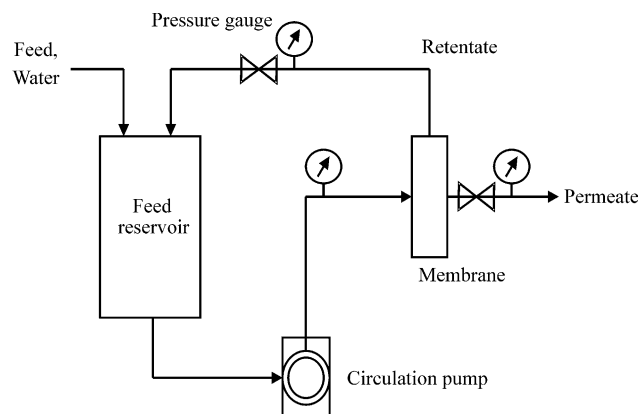 Pressure gauge
Feed,
Water
Retentate
Feed
reservoir
Permeate
Membrane
Circulation pump